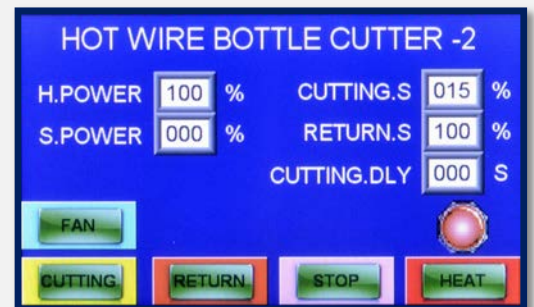 HOT WIRE BOTTLE CUTTER -2
H.POWER 100 % CUTTING.S 015 %
S.POWER 000 % RETURN.S 100 %
CUTTING.DLY 000 S
FAN
CUTTING RETURN STOP HEAT